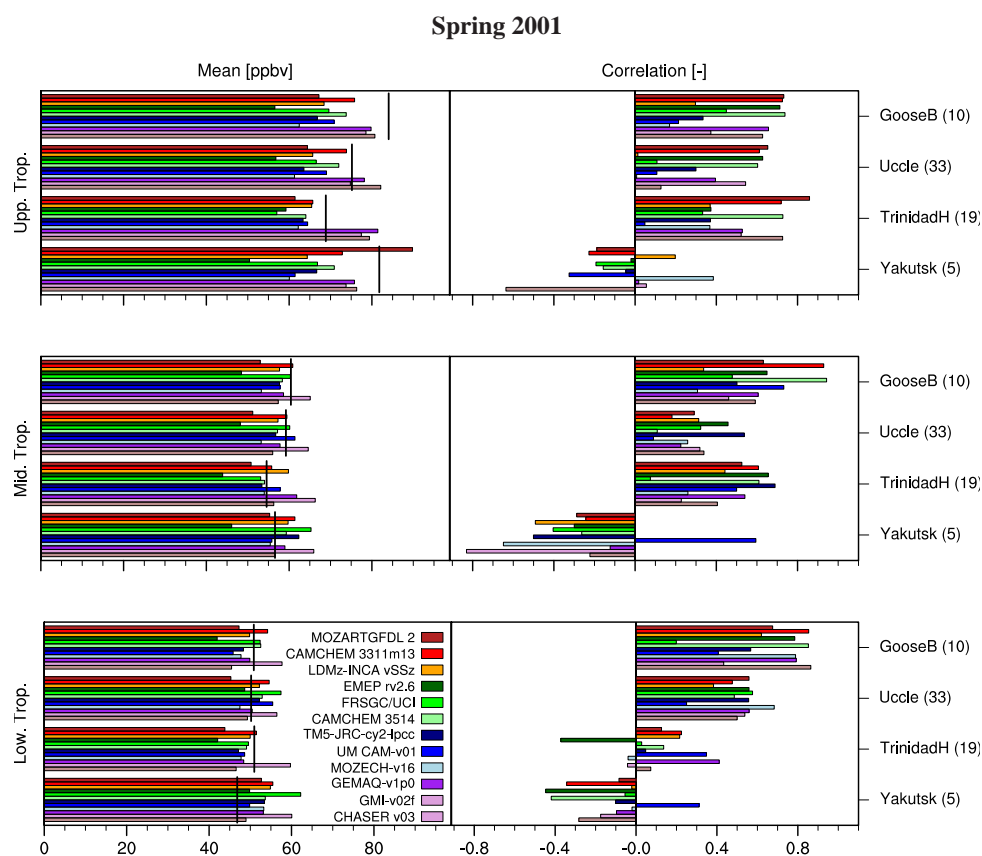 Spring 2001
Mean [ppbv]
Correlation [-]
Upp. Trop.
GooseB (10)
Uccle (33)
TrinidadH (19)
Yakutsk (5)
Mid. Trop.
GooseB (10)
Uccle (33)
TrinidadH (19)
Yakutsk (5)
Low. Trop.
MOZARTGFDL 2
CAMCHEM 3311m13
LDMz-INCA vSSz
EMEP rv2.6
FRSGC/UCI
CAMCHEM 3514
TM5-JRC-cy2-Ipcc
UM CAM-v01
MOZECH-v16
GEMAQ-v1p0
GMI-v02f
CHASER v03
GooseB (10)
Uccle (33)
TrinidadH (19)
Yakutsk (5)
0 20 40 60 80
-0.8 -0.4 -0.0 0.4 0.8